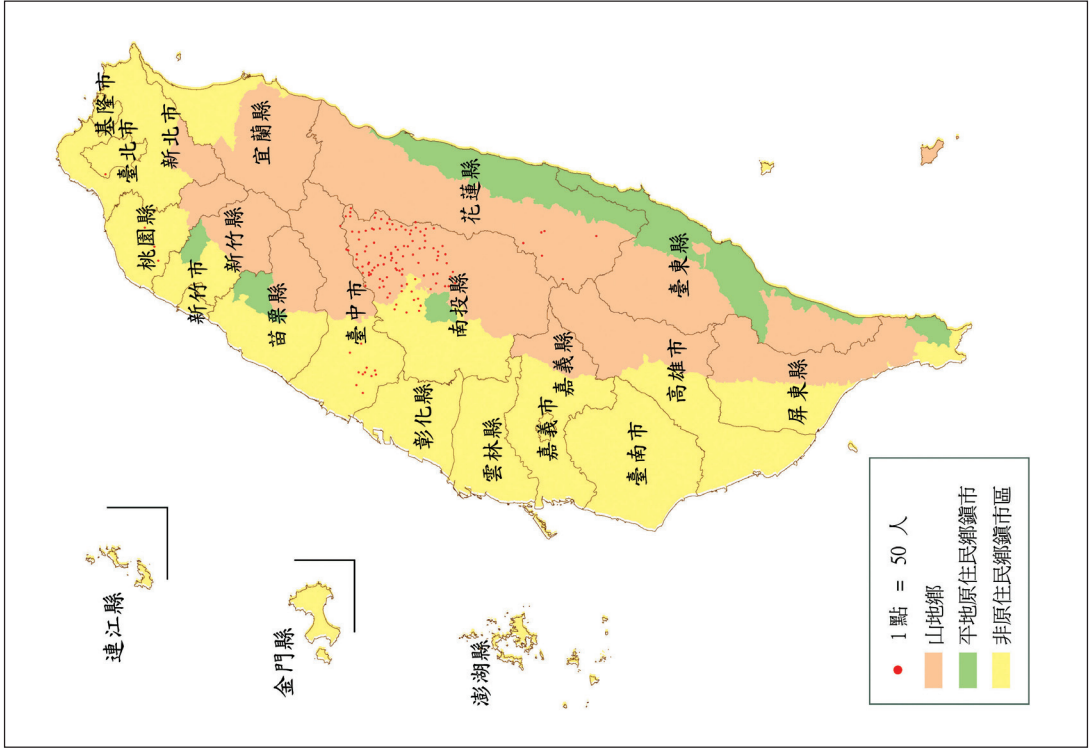 連江縣
金門縣
澎湖縣
基隆市
臺北市
新北市
桃園縣
新竹市
新竹縣
宜蘭縣
苗栗縣
臺中市
花蓮縣
南投縣
彰化縣
雲林縣
嘉義市
嘉義縣
臺南市
高雄市
臺東縣
屏東縣
1 點 = 50 人
山地鄉
平地原住民鄉鎮市
非原住民鄉鎮市區